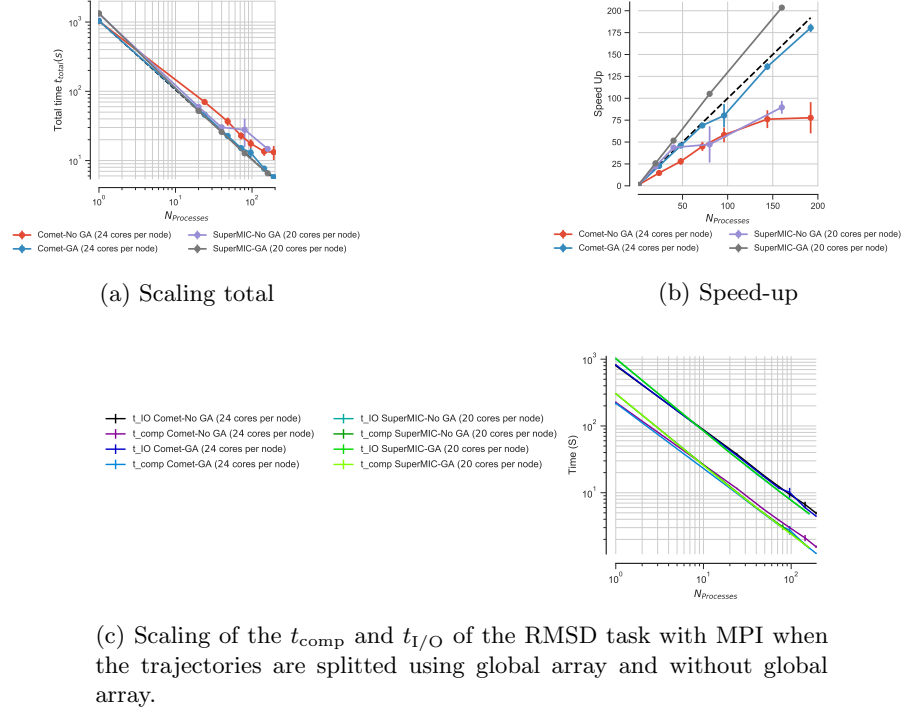 10³
10²
10¹
Total time t_total(s)
10⁰
10¹
10²
N_Processes
Comet-No GA (24 cores per node)
SuperMIC-No GA (20 cores per node)
Comet-GA (24 cores per node)
SuperMIC-GA (20 cores per node)
(a) Scaling total
200
175
150
125
100
75
50
25
0
Speed Up
50
100
150
200
N_Processes
Comet-No GA (24 cores per node)
SuperMIC-No GA (20 cores per node)
Comet-GA (24 cores per node)
SuperMIC-GA (20 cores per node)
(b) Speed-up
t_IO Comet-No GA (24 cores per node)
t_IO SuperMIC-No GA (20 cores per node)
t_comp Comet-No GA (24 cores per node)
t_comp SuperMIC-No GA (20 cores per node)
t_IO Comet-GA (24 cores per node)
t_IO SuperMIC-GA (20 cores per node)
t_comp Comet-GA (24 cores per node)
t_comp SuperMIC-GA (20 cores per node)
10³
10²
10¹
Time (S)
10⁰
10¹
10²
N_Processes
(c) Scaling of the t_comp and t_I/O of the RMSD task with MPI when
the trajectories are splitted using global array and without global
array.